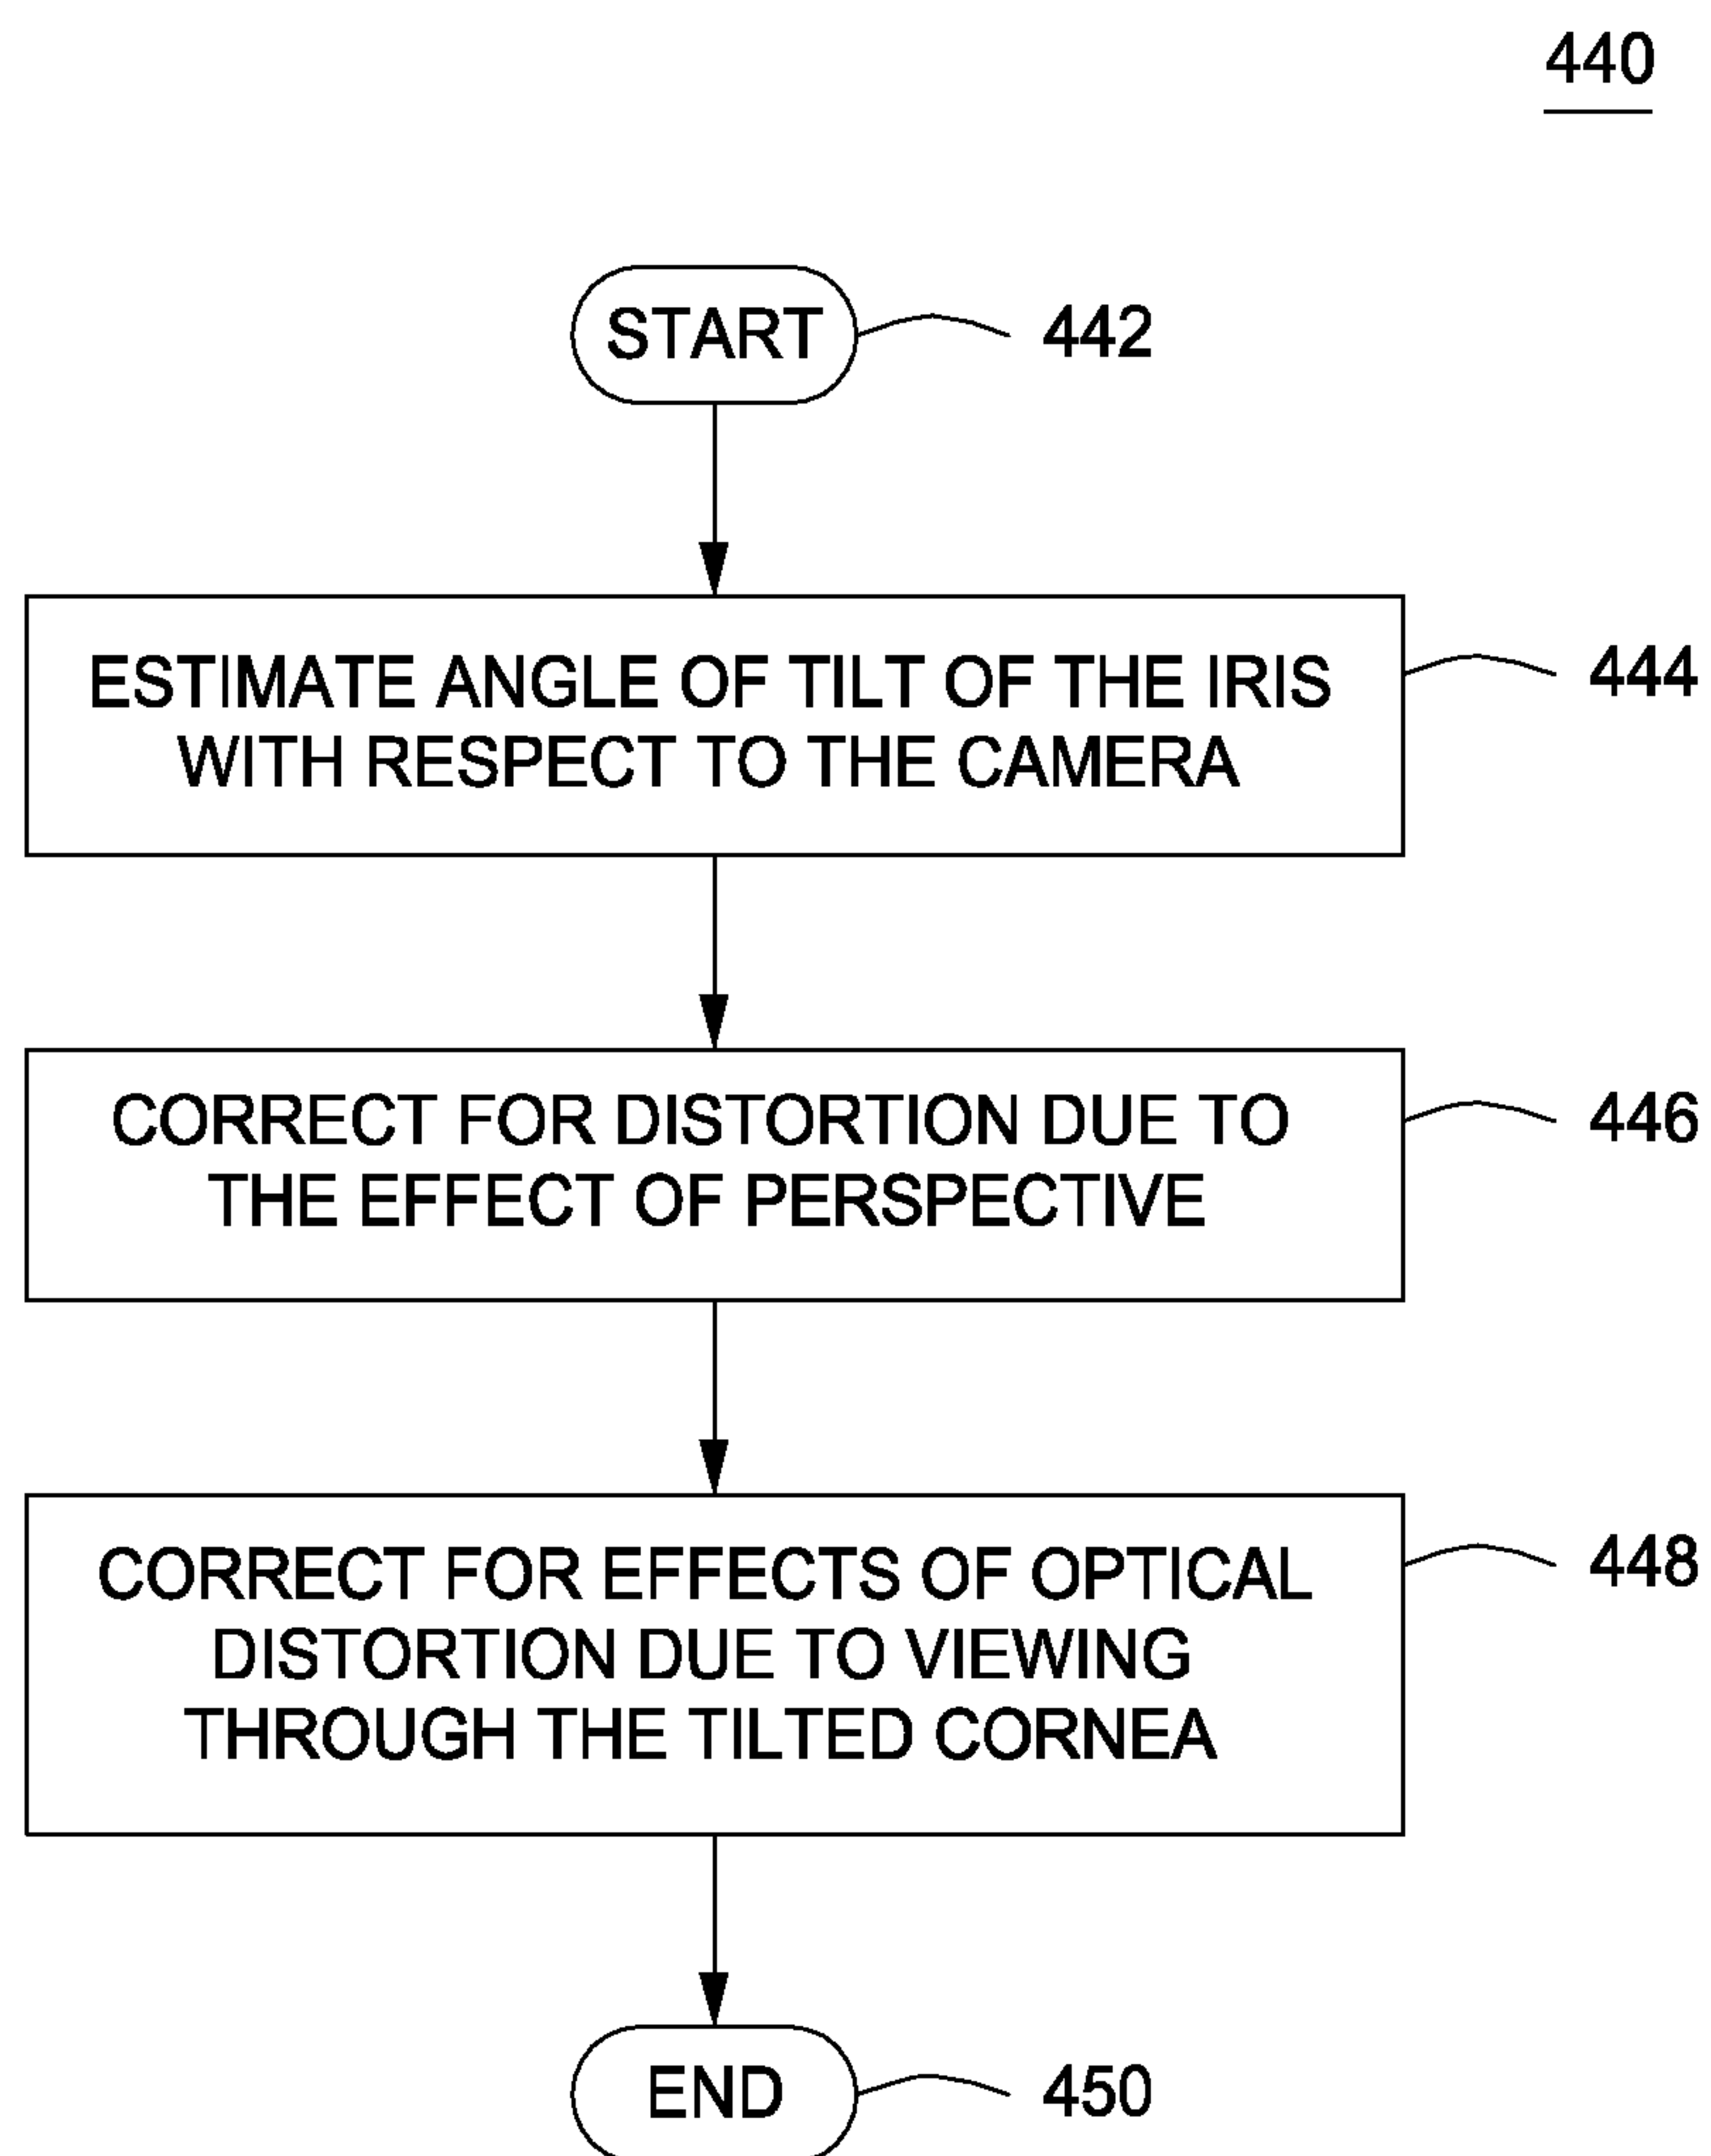 440
START
442
ESTIMATE ANGLE OF TILT OF THE IRIS
WITH RESPECT TO THE CAMERA
444
CORRECT FOR DISTORTION DUE TO
THE EFFECT OF PERSPECTIVE
446
CORRECT FOR EFFECTS OF OPTICAL
DISTORTION DUE TO VIEWING
THROUGH THE TILTED CORNEA
448
END
450